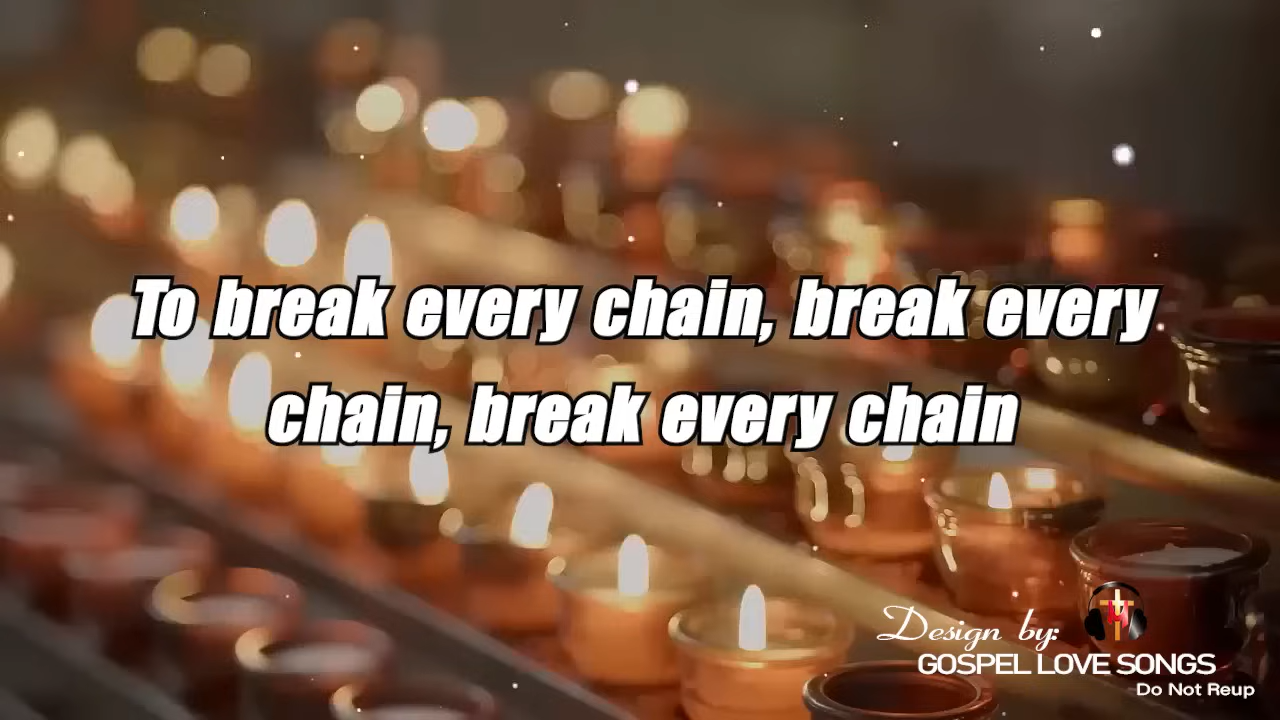 To break every chain, break every
chain, break every chain
Design by:
GOSPEL LOVE SONGS
Do Not Reup